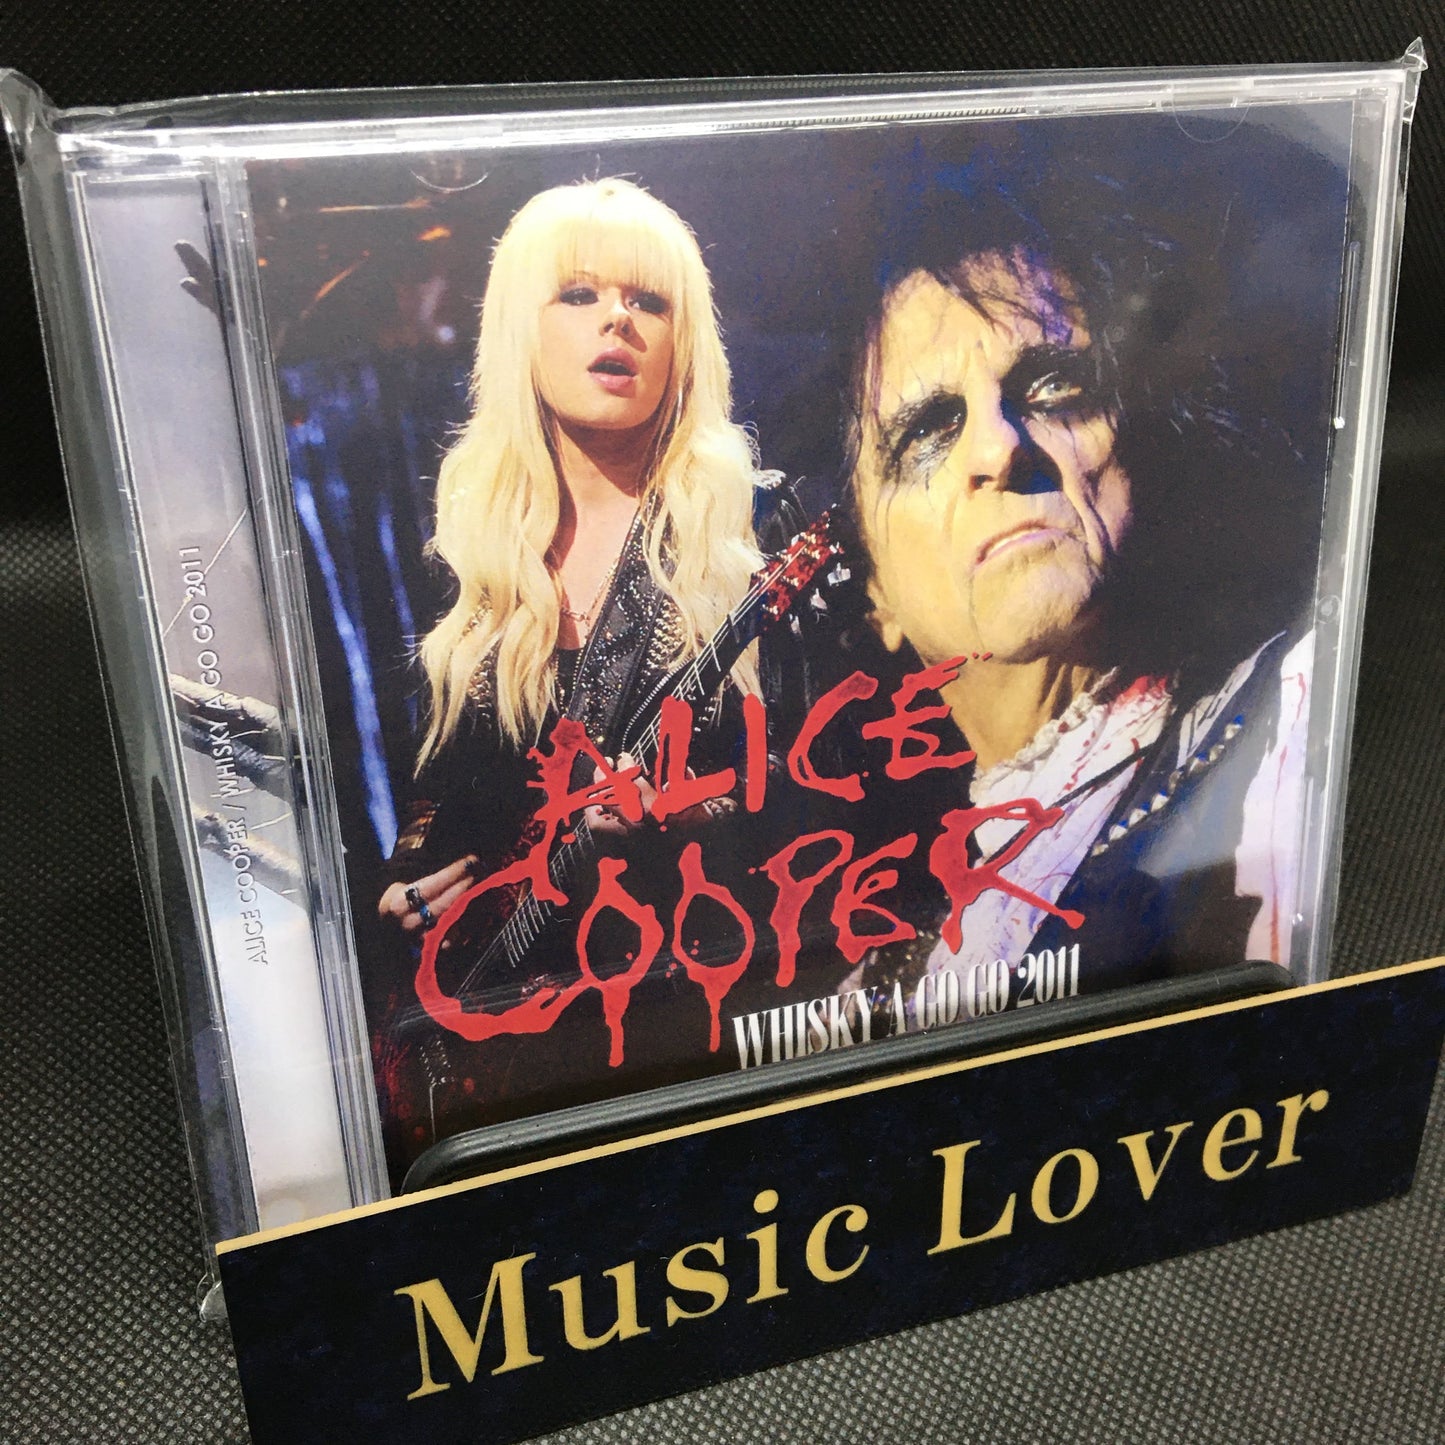 ALICE COOPER / WHISKY A GO GO 2011
ALICE
COOPER
WHISKY A GO GO 2011
Music Lover